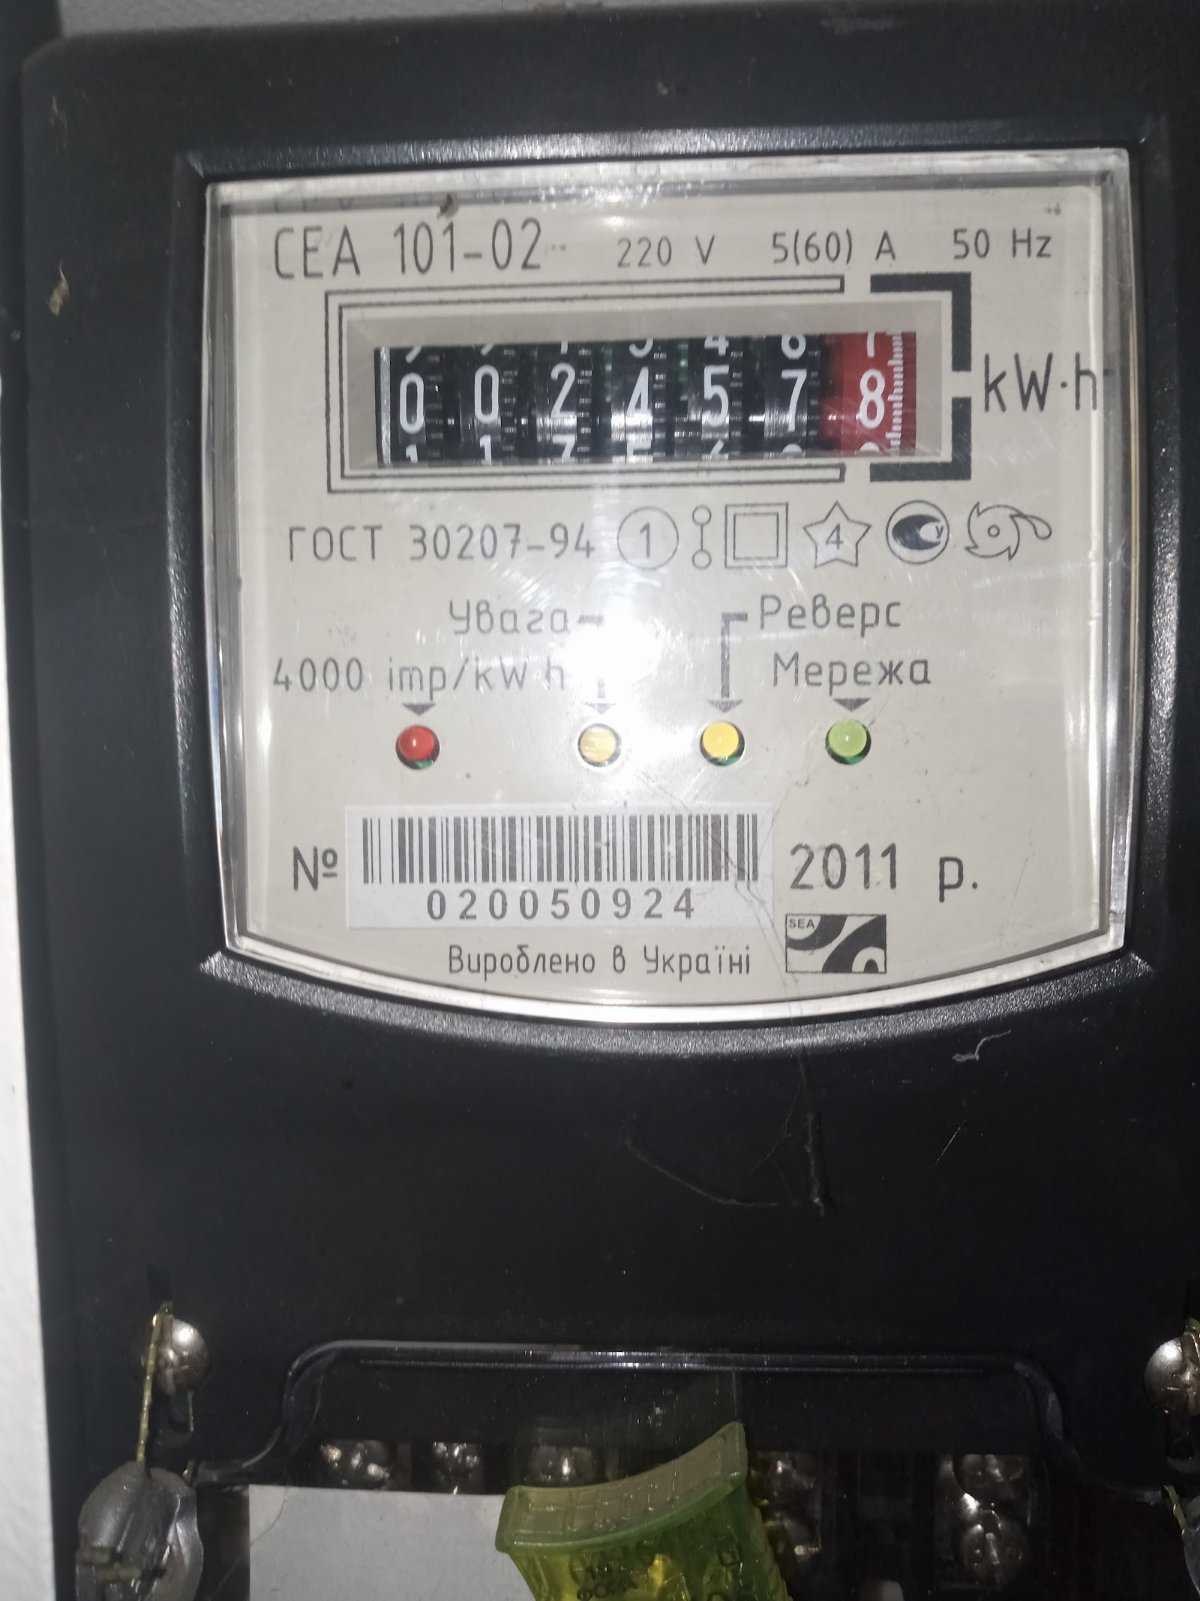 СЕА 101-02 220 V 5(60) A 50 Hz
0 0 2 4 5 7 8
kW·h
ГОСТ 30207-94 1 4
Увага Реверс
4000 imp/kW·h Мережа
№ 020050924 2011 р.
SEA
Вироблено в Україні